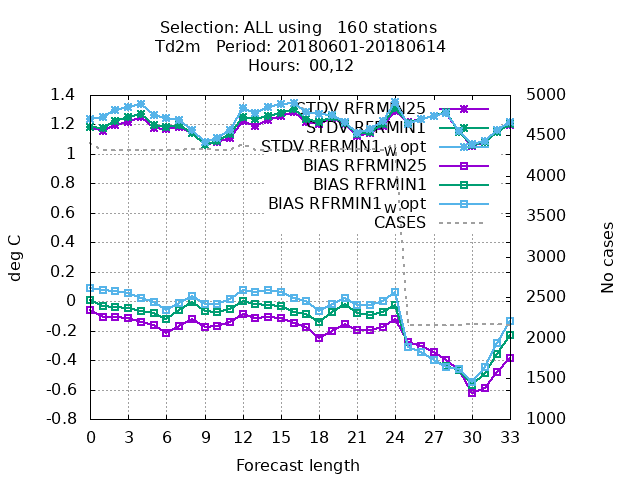 Selection: ALL using   160 stations
Td2m   Period: 20180601-20180614
Hours: 00,12
1.4
1.2
1
0.8
0.6
0.4
0.2
0
-0.2
-0.4
-0.6
-0.8
deg C
STDV RFRMIN25
STDV RFRMIN1
STDV RFRMIN1_wopt
BIAS RFRMIN25
BIAS RFRMIN1
BIAS RFRMIN1_wopt
CASES
5000
4500
4000
3500
3000
2500
2000
1500
1000
No cases
0 3 6 9 12 15 18 21 24 27 30 33
Forecast length